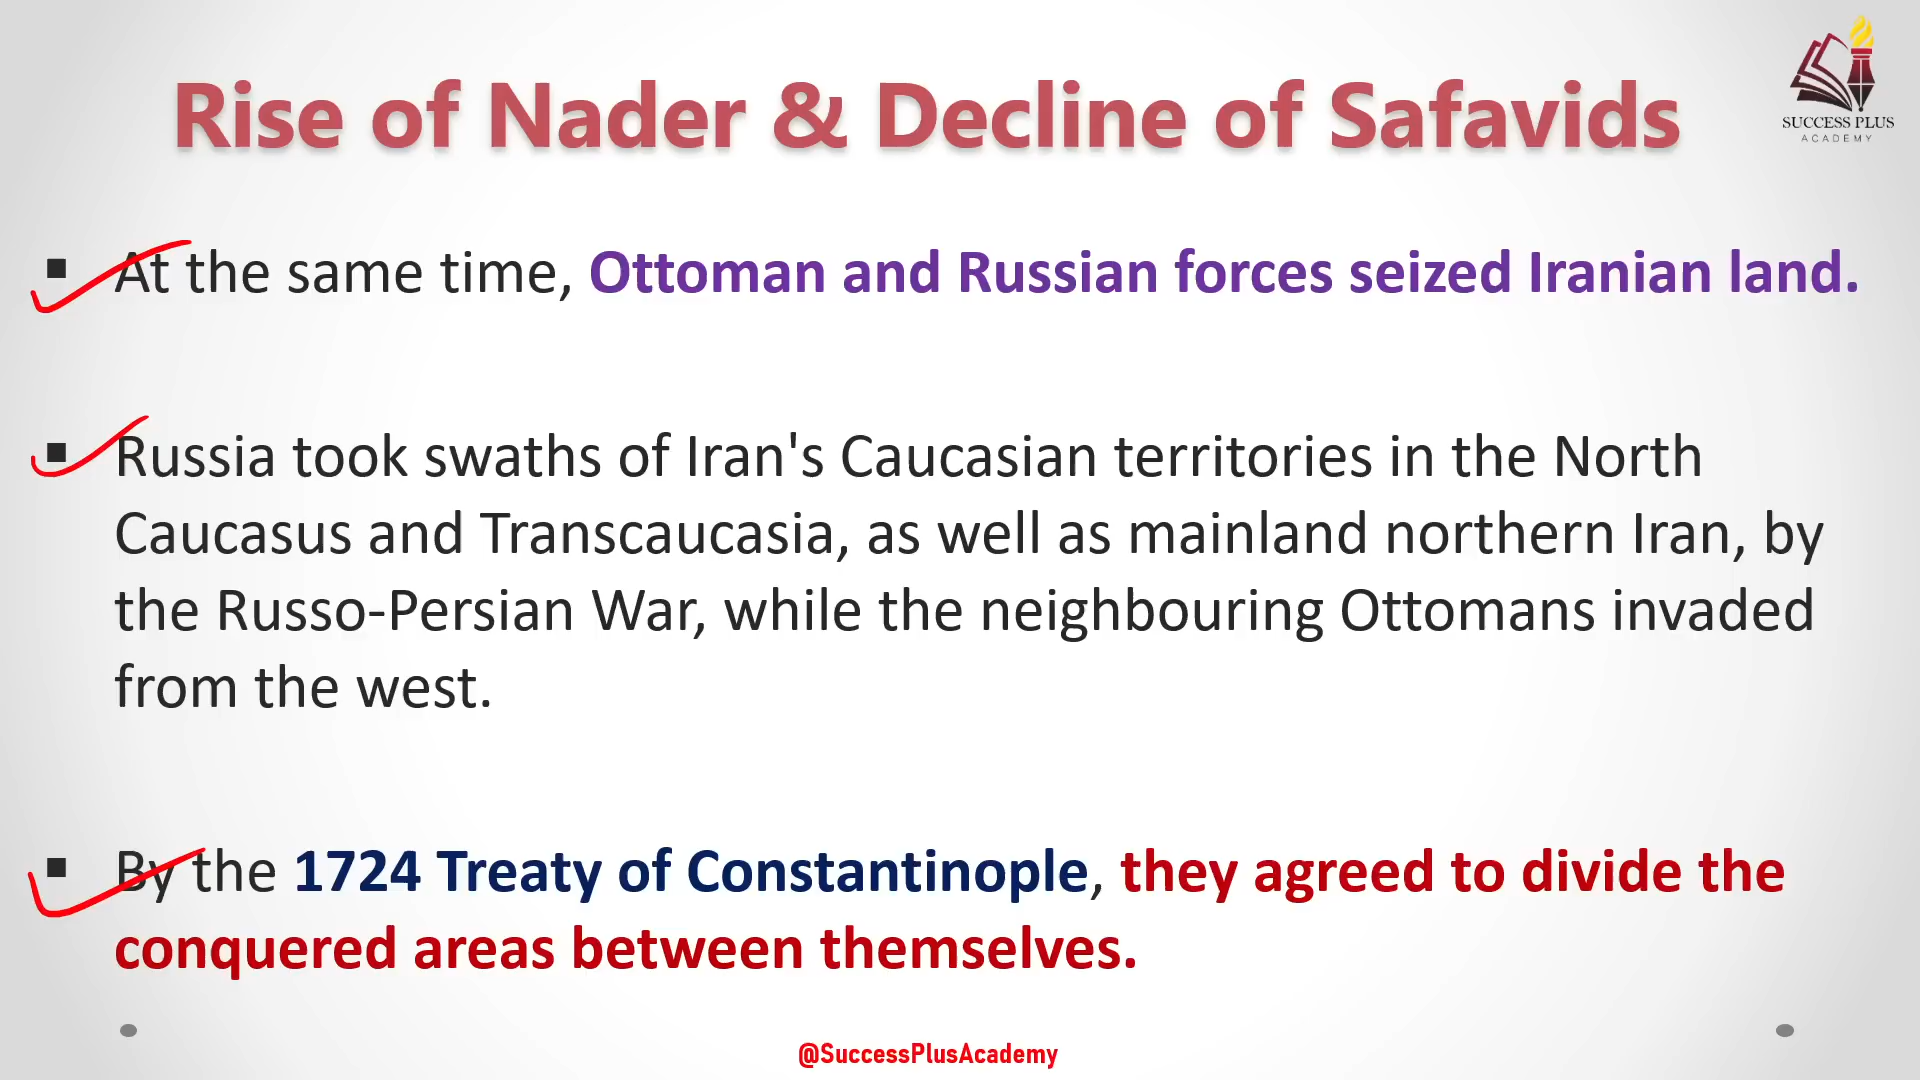 Rise of Nader & Decline of Safavids
SUCCESS PLUS
ACADEMY
▪ At the same time, Ottoman and Russian forces seized Iranian land.
▪ Russia took swaths of Iran's Caucasian territories in the North
Caucasus and Transcaucasia, as well as mainland northern Iran, by
the Russo-Persian War, while the neighbouring Ottomans invaded
from the west.
▪ By the 1724 Treaty of Constantinople, they agreed to divide the
conquered areas between themselves.
@SuccessPlusAcademy